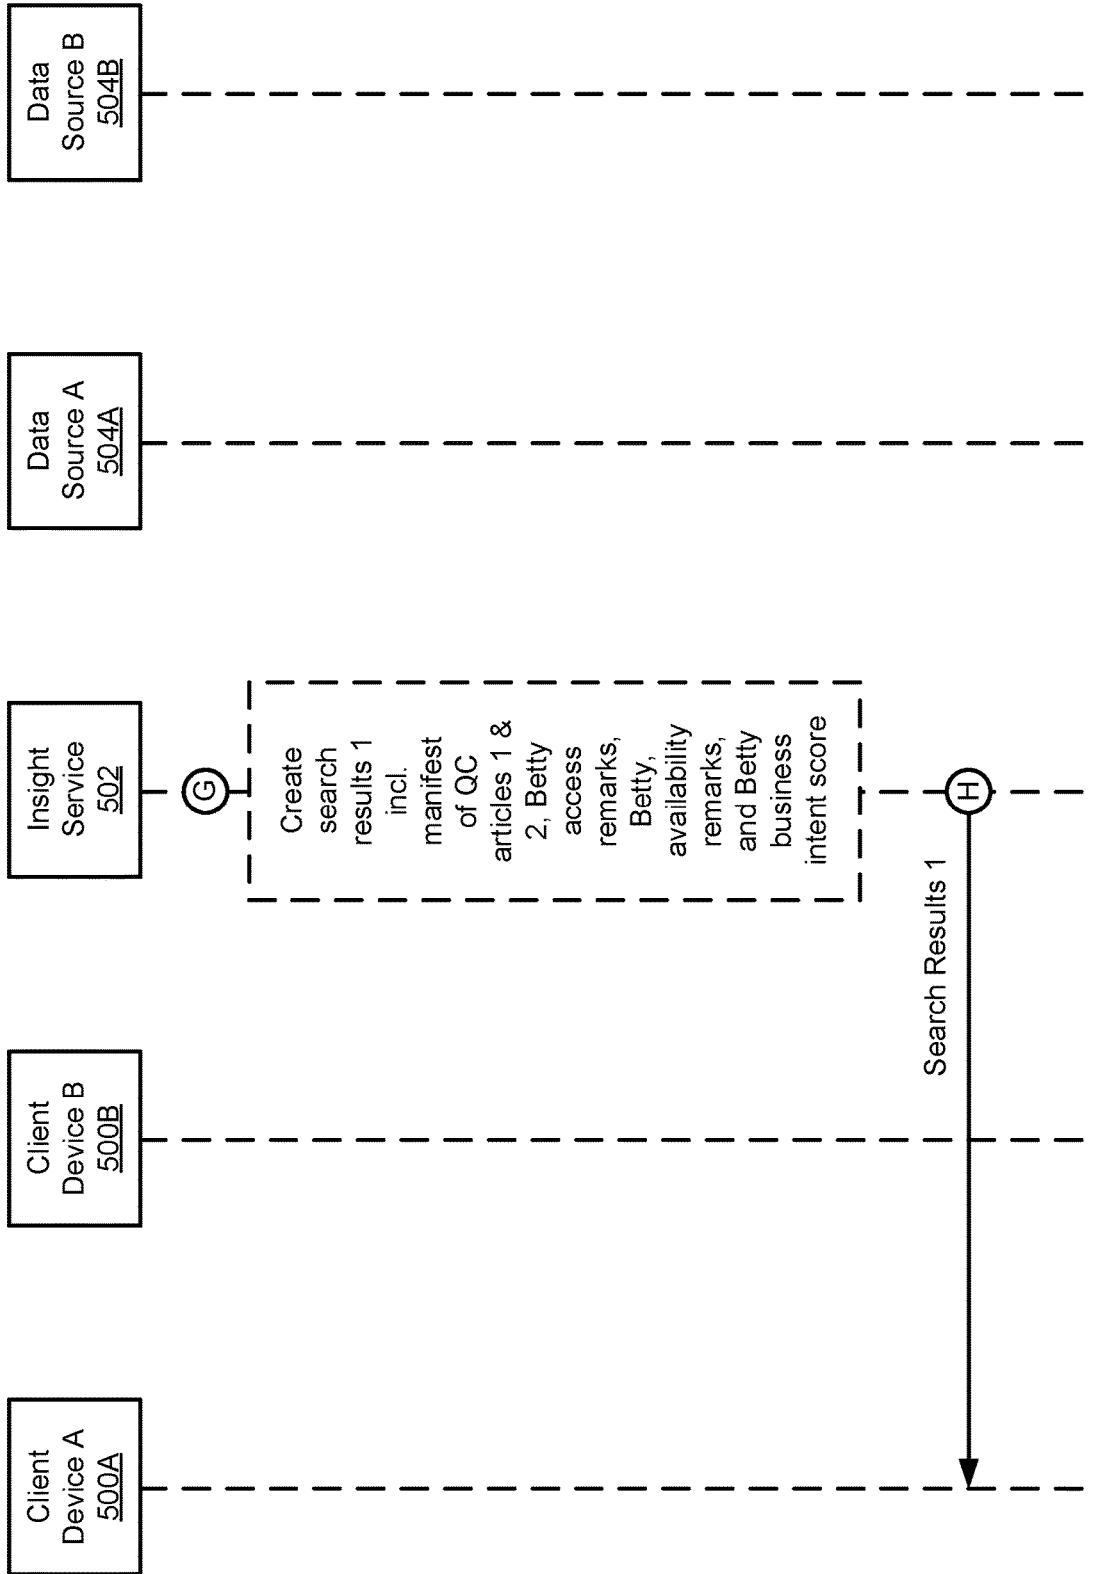 Client
Device A
500A
Client
Device B
500B
Insight
Service
502
Data
Source A
504A
Data
Source B
504B
G
Create
search
results 1
incl.
manifest
of QC
articles 1 &
2, Betty
access
remarks,
Betty,
availability
remarks,
and Betty
business
intent score
Search Results 1
H